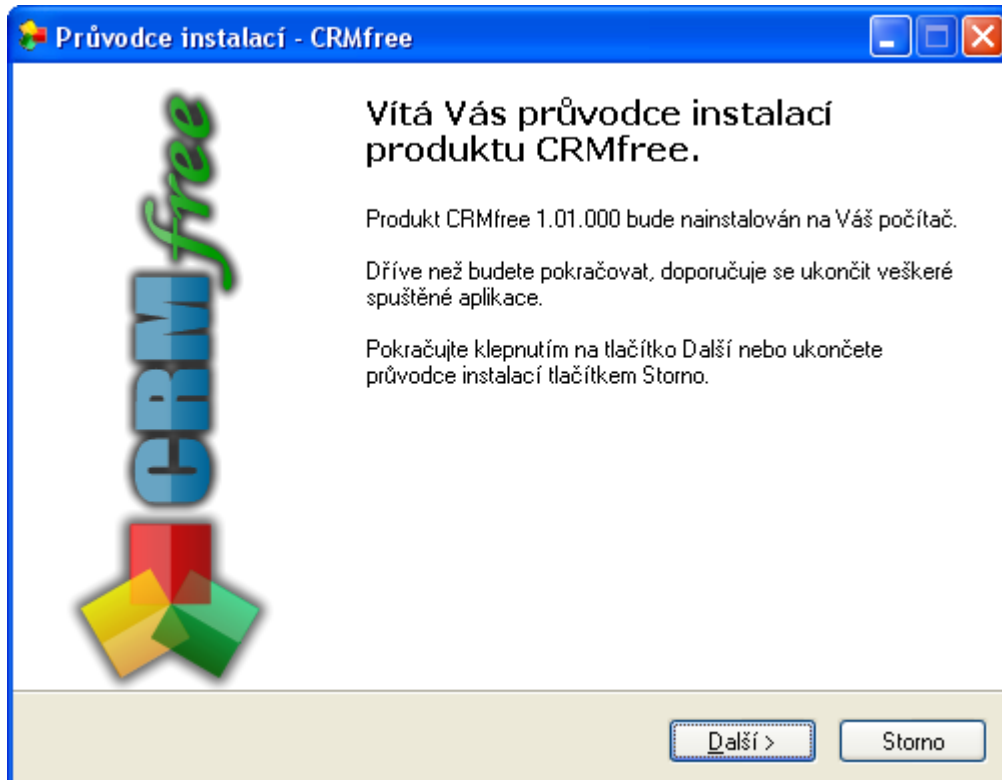 Průvodce instalací - CRMfree
CRMfree
Vítá Vás průvodce instalací
produktu CRMfree.
Produkt CRMfree 1.01.000 bude nainstalován na Váš počítač.
Dříve než budete pokračovat, doporučuje se ukončit veškeré
spuštěné aplikace.
Pokračujte klepnutím na tlačítko Další nebo ukončete
průvodce instalací tlačítkem Storno.
Další >
Storno